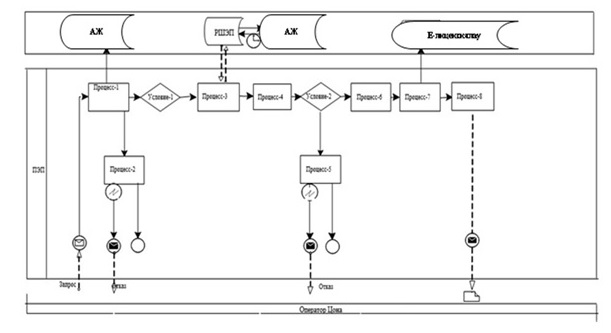 АЖ
РШЭП
АЖ
Е-лицензиялау
Процесс-1
Условие-1
Процесс-3
Процесс-4
Условие-2
Процесс-6
Процесс-7
Процесс-8
Процесс-2
Процесс-5
ПЭП
Запрос
Отказ
Отказ
Оператор Цона